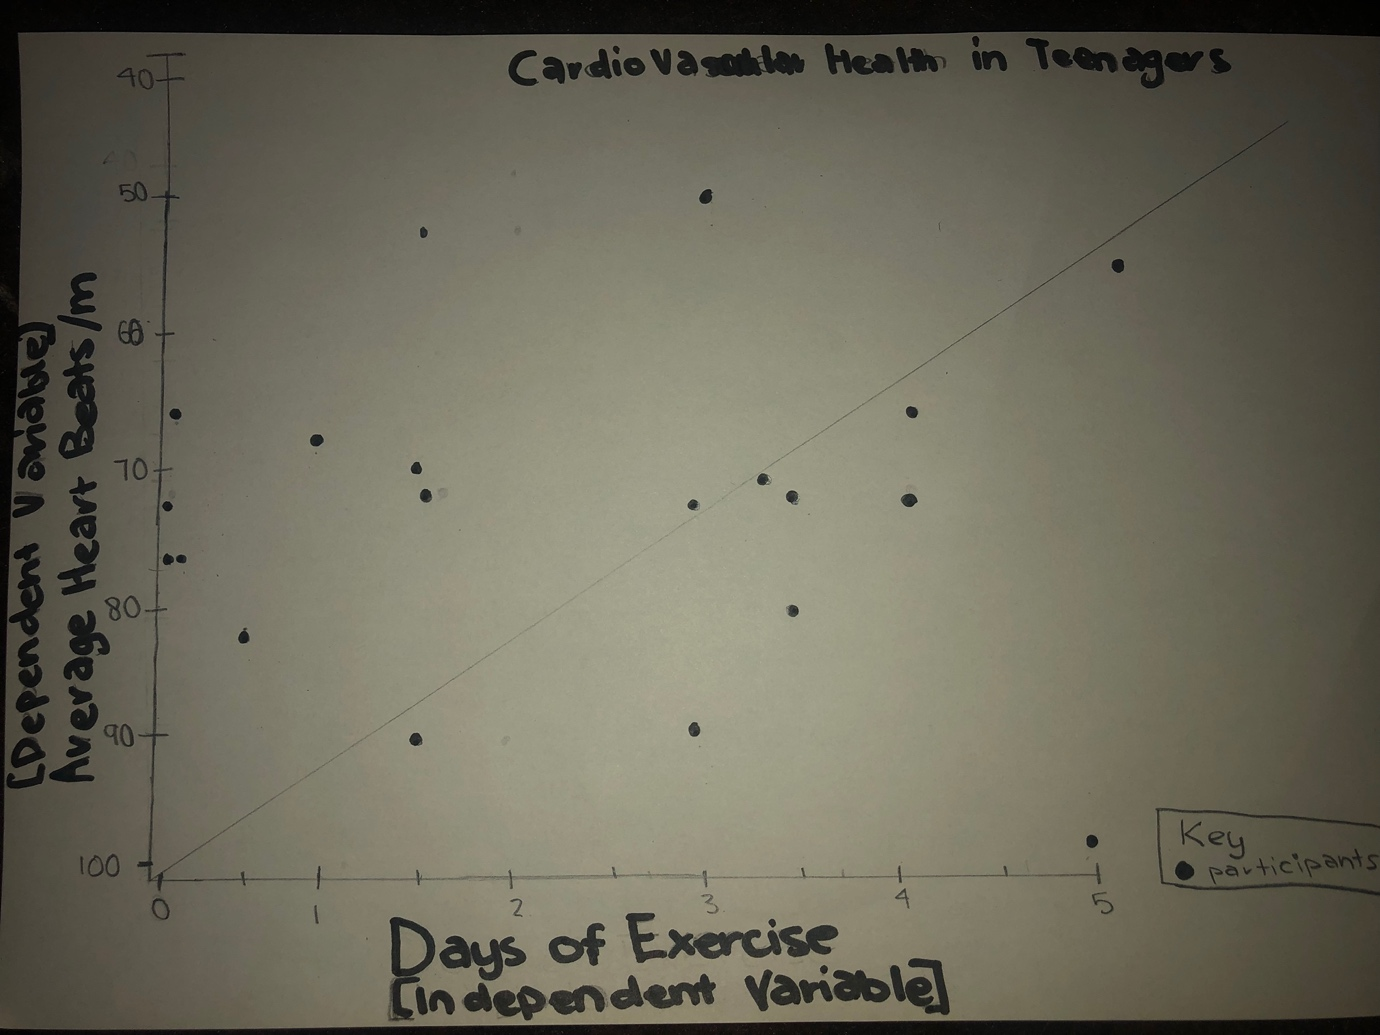 Cardio Vascular Health in Teenagers
40
50
60
70
80
90
100
[Dependent Variable]
Average Heart Beats/m
0
1
2
3
4
5
Days of Exercise
[independent Variable]
Key
participants